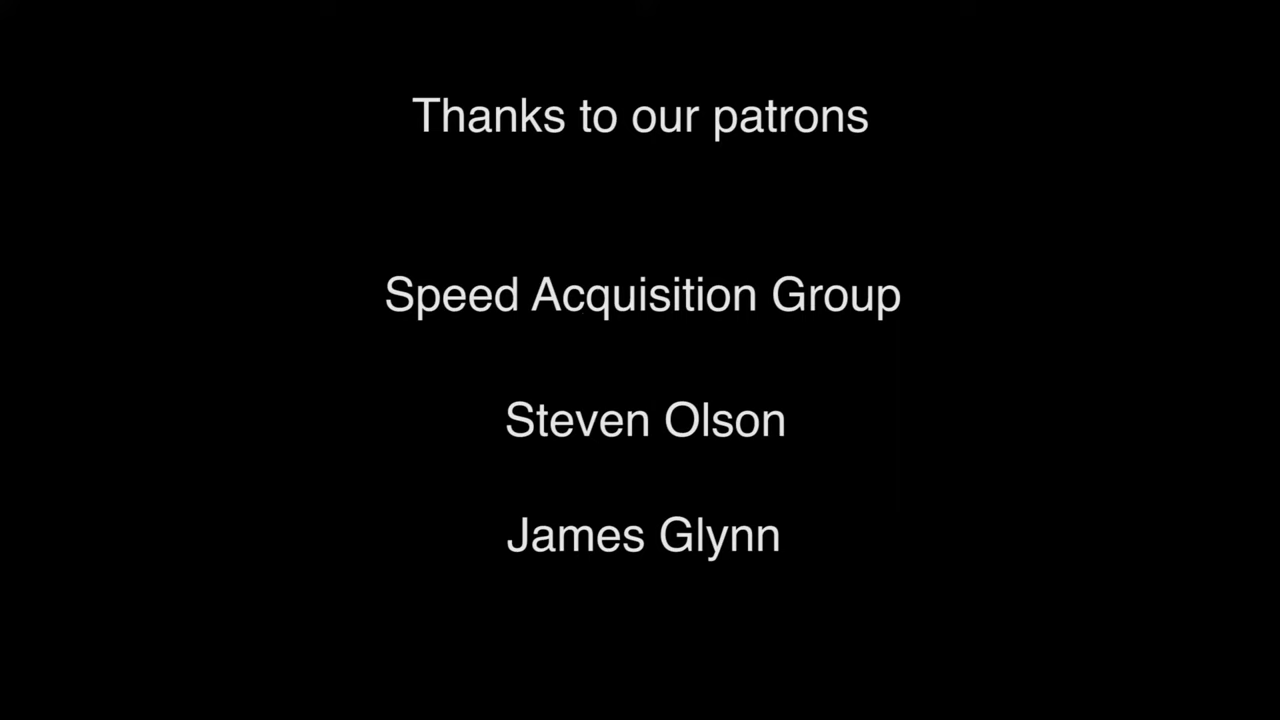 Thanks to our patrons
Speed Acquisition Group
Steven Olson
James Glynn